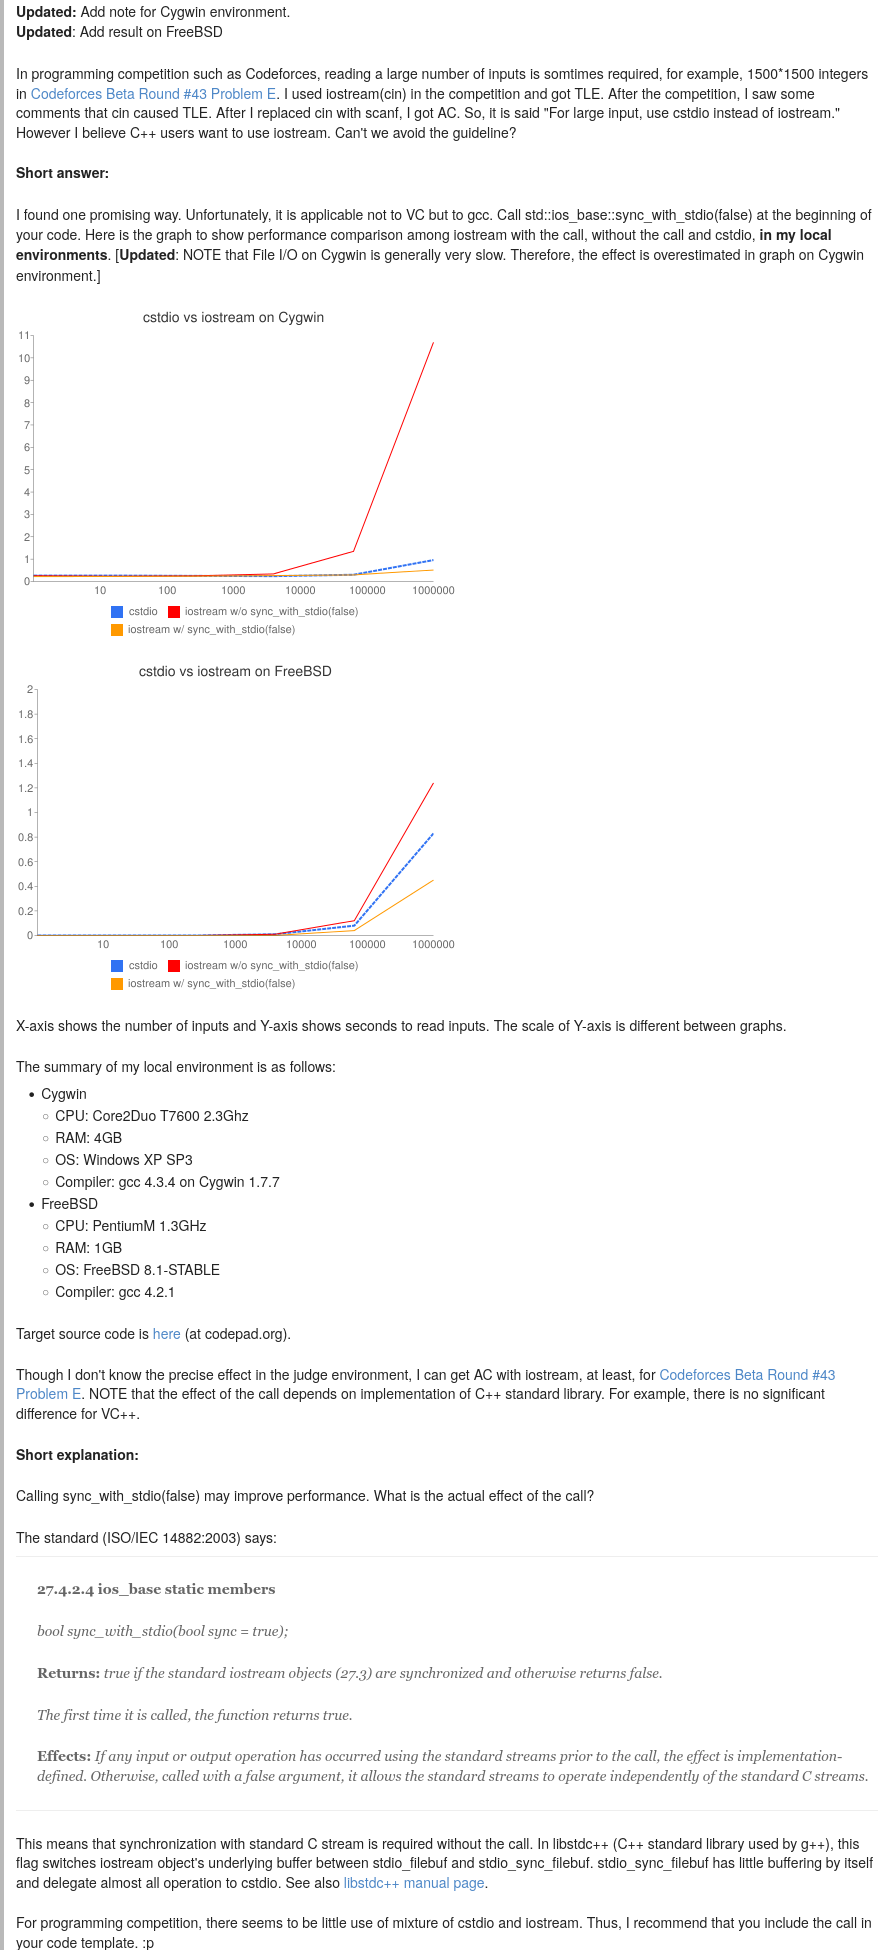 Updated: Add note for Cygwin environment.
Updated: Add result on FreeBSD
In programming competition such as Codeforces, reading a large number of inputs is somtimes required, for example, 1500*1500 integers
in Codeforces Beta Round #43 Problem E. I used iostream(cin) in the competition and got TLE. After the competition, I saw some
comments that cin caused TLE. After I replaced cin with scanf, I got AC. So, it is said "For large input, use cstdio instead of iostream."
However I believe C++ users want to use iostream. Can't we avoid the guideline?
Short answer:
I found one promising way. Unfortunately, it is applicable not to VC but to gcc. Call std::ios_base::sync_with_stdio(false) at the beginning of
your code. Here is the graph to show performance comparison among iostream with the call, without the call and cstdio, in my local
environments. [Updated: NOTE that File I/O on Cygwin is generally very slow. Therefore, the effect is overestimated in graph on Cygwin
environment.]
cstdio vs iostream on Cygwin
11
10
9
8
7
6
5
4
3
2
1
0
10 100 1000 10000 100000 1000000
cstdio iostream w/o sync_with_stdio(false)
iostream w/ sync_with_stdio(false)
cstdio vs iostream on FreeBSD
2
1.8
1.6
1.4
1.2
1
0.8
0.6
0.4
0.2
0
10 100 1000 10000 100000 1000000
cstdio iostream w/o sync_with_stdio(false)
iostream w/ sync_with_stdio(false)
X-axis shows the number of inputs and Y-axis shows seconds to read inputs. The scale of Y-axis is different between graphs.
The summary of my local environment is as follows:
• Cygwin
○ CPU: Core2Duo T7600 2.3Ghz
○ RAM: 4GB
○ OS: Windows XP SP3
○ Compiler: gcc 4.3.4 on Cygwin 1.7.7
• FreeBSD
○ CPU: PentiumM 1.3GHz
○ RAM: 1GB
○ OS: FreeBSD 8.1-STABLE
○ Compiler: gcc 4.2.1
Target source code is here (at codepad.org).
Though I don't know the precise effect in the judge environment, I can get AC with iostream, at least, for Codeforces Beta Round #43
Problem E. NOTE that the effect of the call depends on implementation of C++ standard library. For example, there is no significant
difference for VC++.
Short explanation:
Calling sync_with_stdio(false) may improve performance. What is the actual effect of the call?
The standard (ISO/IEC 14882:2003) says:
27.4.2.4 ios_base static members
bool sync_with_stdio(bool sync = true);
Returns: true if the standard iostream objects (27.3) are synchronized and otherwise returns false.
The first time it is called, the function returns true.
Effects: If any input or output operation has occurred using the standard streams prior to the call, the effect is implementation-
defined. Otherwise, called with a false argument, it allows the standard streams to operate independently of the standard C streams.
This means that synchronization with standard C stream is required without the call. In libstdc++ (C++ standard library used by g++), this
flag switches iostream object's underlying buffer between stdio_filebuf and stdio_sync_filebuf. stdio_sync_filebuf has little buffering by itself
and delegate almost all operation to cstdio. See also libstdc++ manual page.
For programming competition, there seems to be little use of mixture of cstdio and iostream. Thus, I recommend that you include the call in
your code template. :p